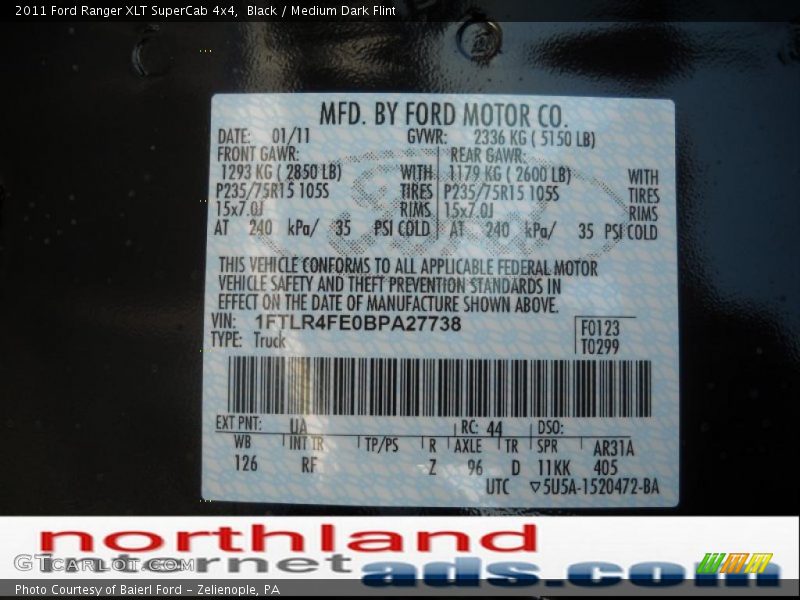 2011 Ford Ranger XLT SuperCab 4x4, Black / Medium Dark Flint
MFD. BY FORD MOTOR CO.
DATE: 01/11 GVWR: 2336 KG ( 5150 LB)
FRONT GAWR: REAR GAWR:
1293 KG ( 2850 LB) WITH 1179 KG ( 2600 LB) WITH
P235/75R15 105S TIRES P235/75R15 105S TIRES
15x7.0J RIMS 15x7.0J RIMS
AT 240 kPa/ 35 PSI COLD AT 240 kPa/ 35 PSI COLD
THIS VEHICLE CONFORMS TO ALL APPLICABLE FEDERAL MOTOR
VEHICLE SAFETY AND THEFT PREVENTION STANDARDS IN
EFFECT ON THE DATE OF MANUFACTURE SHOWN ABOVE.
VIN: 1FTLR4FE0BPA27738 F0123
TYPE: Truck T0299
EXT PNT: UA RC: 44 DSO:
WB INT TR TP/PS R AXLE TR SPR AR31A
126 RF Z 96 D 11KK 405
UTC ▽5U5A-1520472-BA
northland
internet
ads.com
GTcarlot.com
Photo Courtesy of Baierl Ford - Zelienople, PA